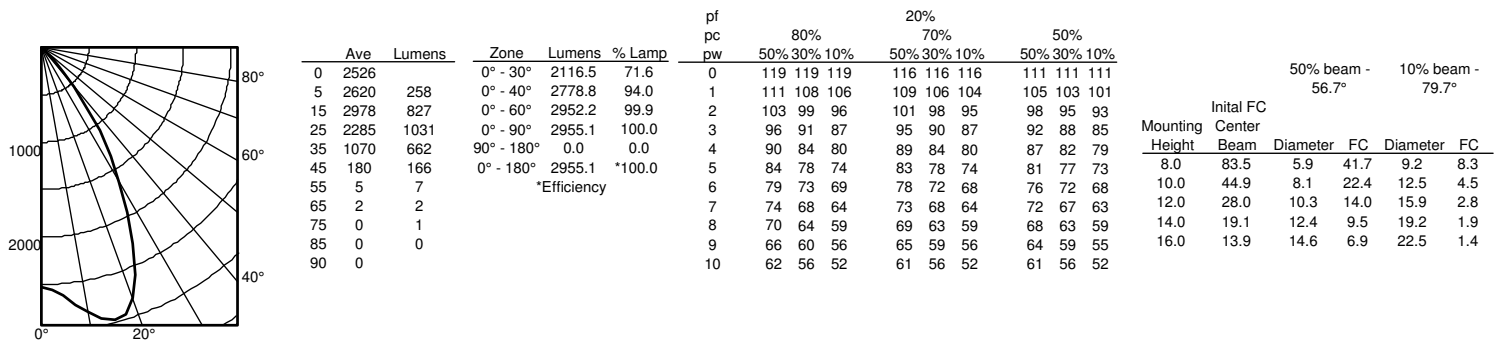 1000
2000
0°
20°
40°
60°
80°
Ave Lumens
0 2526
5 2620 258
15 2978 827
25 2285 1031
35 1070 662
45 180 166
55 5 7
65 2 2
75 0 1
85 0 0
90 0
Zone Lumens % Lamp
0° - 30° 2116.5 71.6
0° - 40° 2778.8 94.0
0° - 60° 2952.2 99.9
0° - 90° 2955.1 100.0
90° - 180° 0.0 0.0
0° - 180° 2955.1 *100.0
*Efficiency
pf 20%
pc 80% 70% 50%
pw 50% 30% 10% 50% 30% 10% 50% 30% 10%
0 119 119 119 116 116 116 111 111 111
1 111 108 106 109 106 104 105 103 101
2 103 99 96 101 98 95 98 95 93
3 96 91 87 95 90 87 92 88 85
4 90 84 80 89 84 80 87 82 79
5 84 78 74 83 78 74 81 77 73
6 79 73 69 78 72 68 76 72 68
7 74 68 64 73 68 64 72 67 63
8 70 64 59 69 63 59 68 63 59
9 66 60 56 65 59 56 64 59 55
10 62 56 52 61 56 52 61 56 52
50% beam - 10% beam -
56.7° 79.7°
Inital FC
Mounting Center
Height Beam Diameter FC Diameter FC
8.0 83.5 5.9 41.7 9.2 8.3
10.0 44.9 8.1 22.4 12.5 4.5
12.0 28.0 10.3 14.0 15.9 2.8
14.0 19.1 12.4 9.5 19.2 1.9
16.0 13.9 14.6 6.9 22.5 1.4